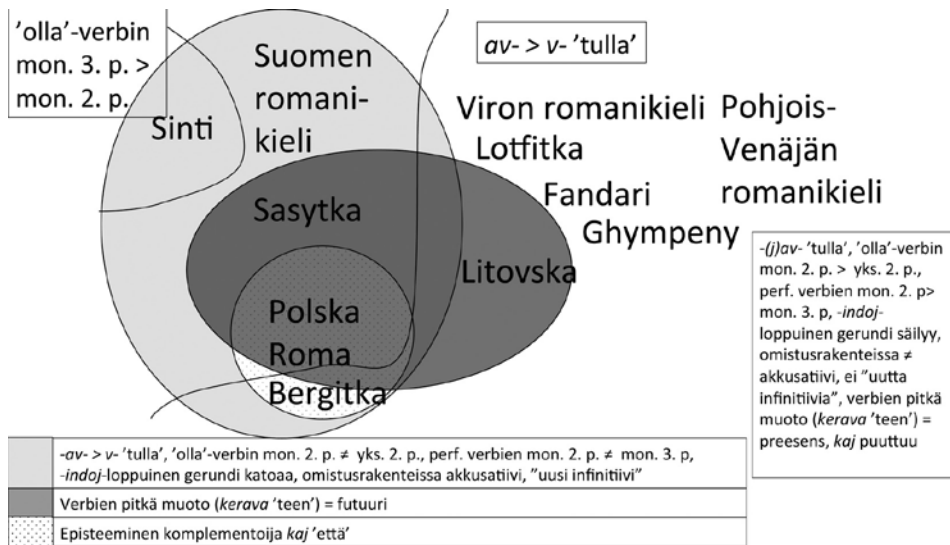 'olla'-verbin
mon. 3. p. >
mon. 2. p.
Sinti
Suomen
romani-
kieli
av- > v- 'tulla'
Viron romanikieli
Lotfitka
Pohjois-
Venäjän
romanikieli
Fandari
Ghympeny
Sasytka
Litovska
Polska
Roma
Bergitka
-(j)av- 'tulla', 'olla'-verbin
mon. 2. p. > yks. 2. p.,
perf. verbien mon. 2. p>
mon. 3. p, -indoj-
loppuinen gerundi säilyy,
omistusrakenteissa ≠
akkusatiivi, ei ”uutta
infinitiivia”, verbien pitkä
muoto (kerava 'teen') =
preesens, kaj puuttuu
-av- > v- 'tulla', 'olla'-verbin mon. 2. p. ≠ yks. 2. p., perf. verbien mon. 2. p. ≠ mon. 3. p,
-indoj-loppuinen gerundi katoaa, omistusrakenteissa akkusatiivi, ”uusi infinitiivi”
Verbien pitkä muoto (kerava 'teen') = futuuri
Episteeminen komplementoija kaj 'että'